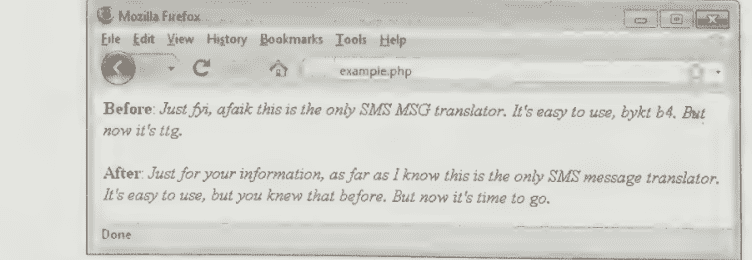 Mozilla Firefox
File Edit View History Bookmarks Tools Help
example.php
Before: Just fyi, afaik this is the only SMS MSG translator. It's easy to use, bykt b4. But
now it's ttg.
After: Just for your information, as far as I know this is the only SMS message translator.
It's easy to use, but you knew that before. But now it's time to go.
Done